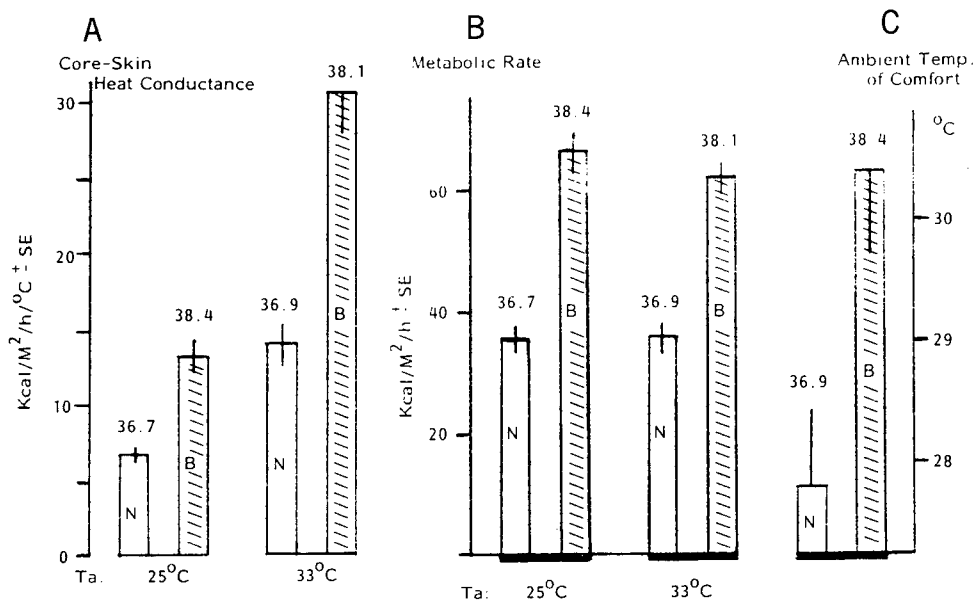 A
Core-Skin
Heat Conductance
Kcal/M²/h/°C ± SE
30
20
10
0
36.7
38.4
36.9
38.1
N
B
N
B
Ta:
25°C
33°C
B
Metabolic Rate
Kcal/M²/h ± SE
60
40
20
36.7
38.4
36.9
38.1
N
B
N
B
Ta:
25°C
33°C
C
Ambient Temp.
of Comfort
°C
30
29
28
36.9
38 4
N
B